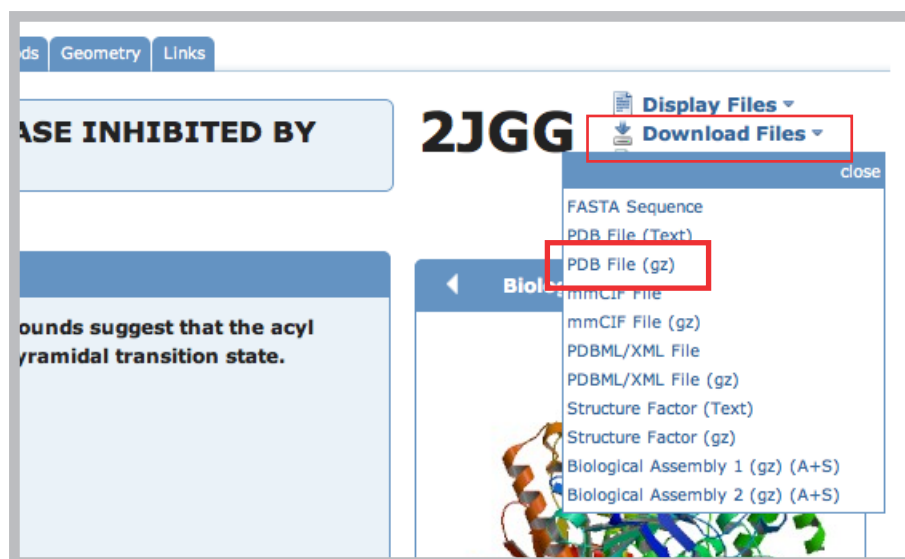 ds Geometry Links
ASE INHIBITED BY
2JGG
Display Files
Download Files
close
FASTA Sequence
PDB File (Text)
PDB File (gz)
Biolo
mmCIF File
mmCIF File (gz)
ounds suggest that the acyl
yramidal transition state.
PDBML/XML File
PDBML/XML File (gz)
Structure Factor (Text)
Structure Factor (gz)
Biological Assembly 1 (gz) (A+S)
Biological Assembly 2 (gz) (A+S)